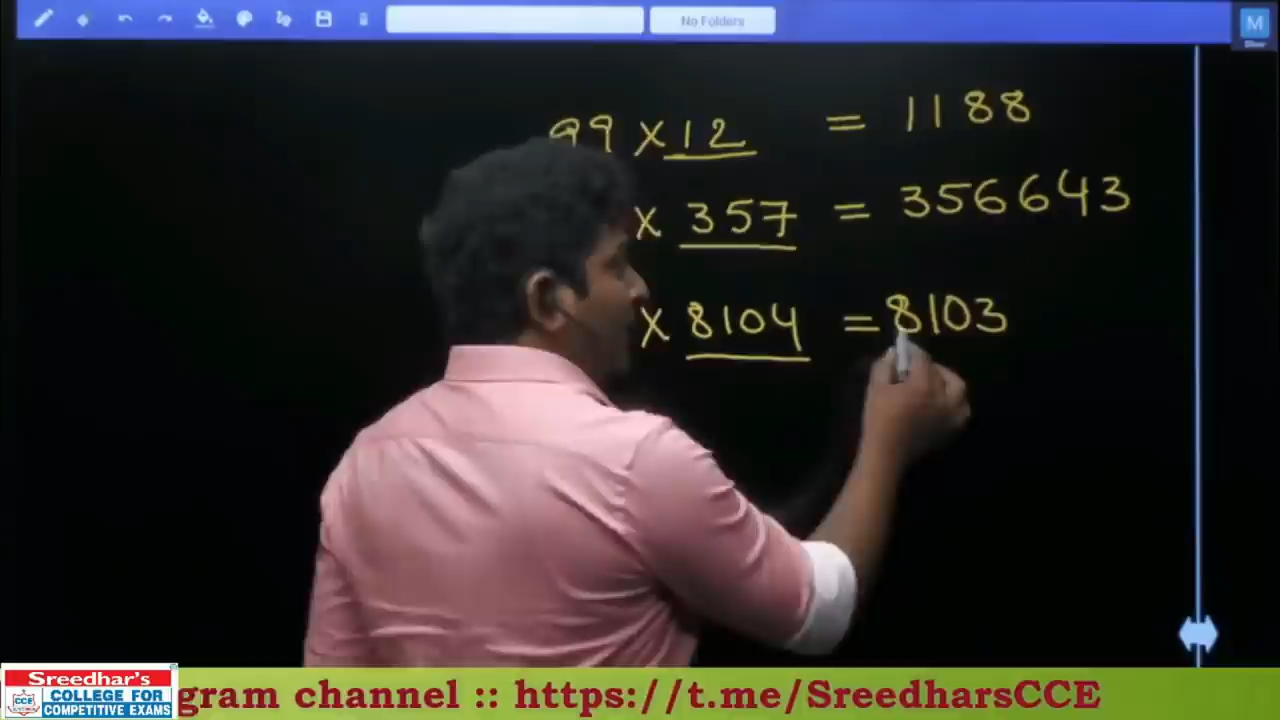 No Folders
M
99 × 12 = 1188
× 357 = 356643
× 8104 = 8103
Sreedhar's
CCE
COLLEGE FOR
COMPETITIVE EXAMS
gram channel :: https://t.me/SreedharsCCE